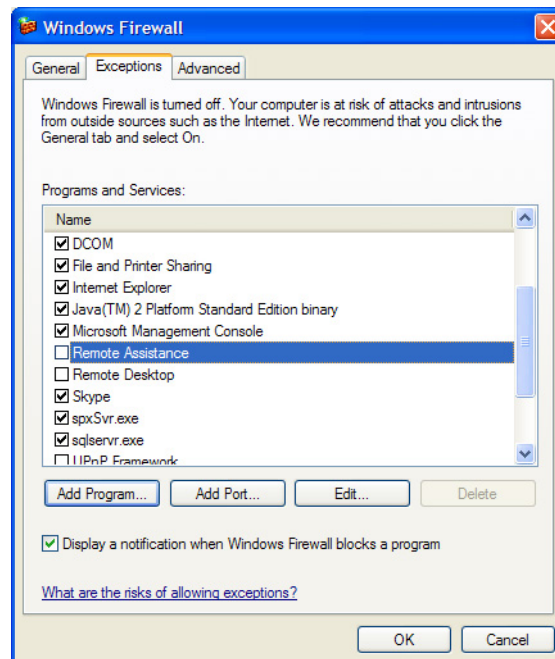 Windows Firewall
General Exceptions Advanced
Windows Firewall is turned off. Your computer is at risk of attacks and intrusions
from outside sources such as the Internet. We recommend that you click the
General tab and select On.
Programs and Services:
Name
DCOM
File and Printer Sharing
Internet Explorer
Java(TM) 2 Platform Standard Edition binary
Microsoft Management Console
Remote Assistance
Remote Desktop
Skype
spxSvr.exe
sqlservr.exe
UPnP Framework
Add Program... Add Port... Edit... Delete
Display a notification when Windows Firewall blocks a program
What are the risks of allowing exceptions?
OK Cancel